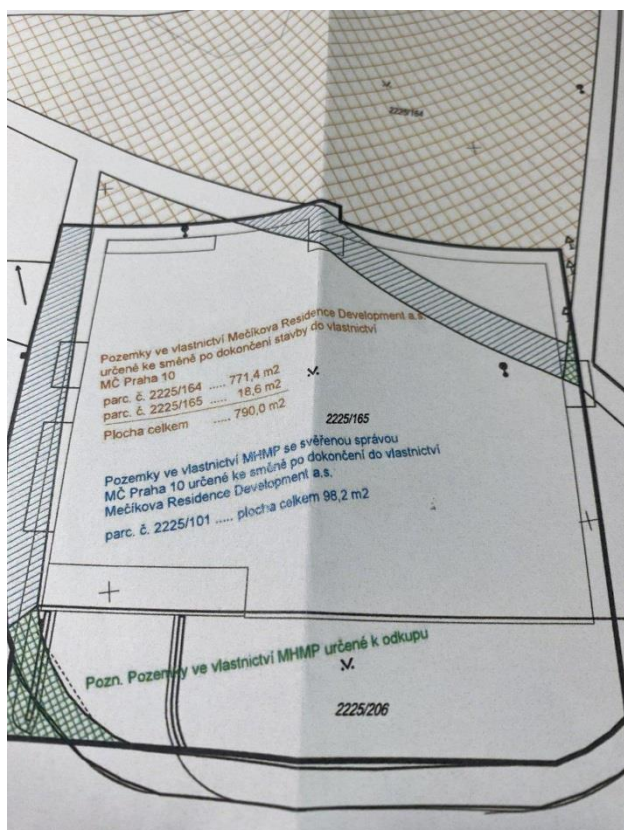 2225/164
Pozemky ve vlastnictví Mečíkova Residence Development a.s.
určené ke směně po dokončení stavby do vlastnictví
MČ Praha 10
parc. č. 2225/164 ..... 771,4 m2
parc. č. 2225/165 ..... 18,6 m2
Plocha celkem ..... 790,0 m2
2225/165
Pozemky ve vlastnictví MHMP se svěřenou správou
MČ Praha 10 určené ke směně po dokončení do vlastnictví
Mečíkova Residence Development a.s.
parc. č. 2225/101 ..... plocha celkem 98,2 m2
Pozn. Pozemky ve vlastnictví MHMP určené k odkupu
2225/206